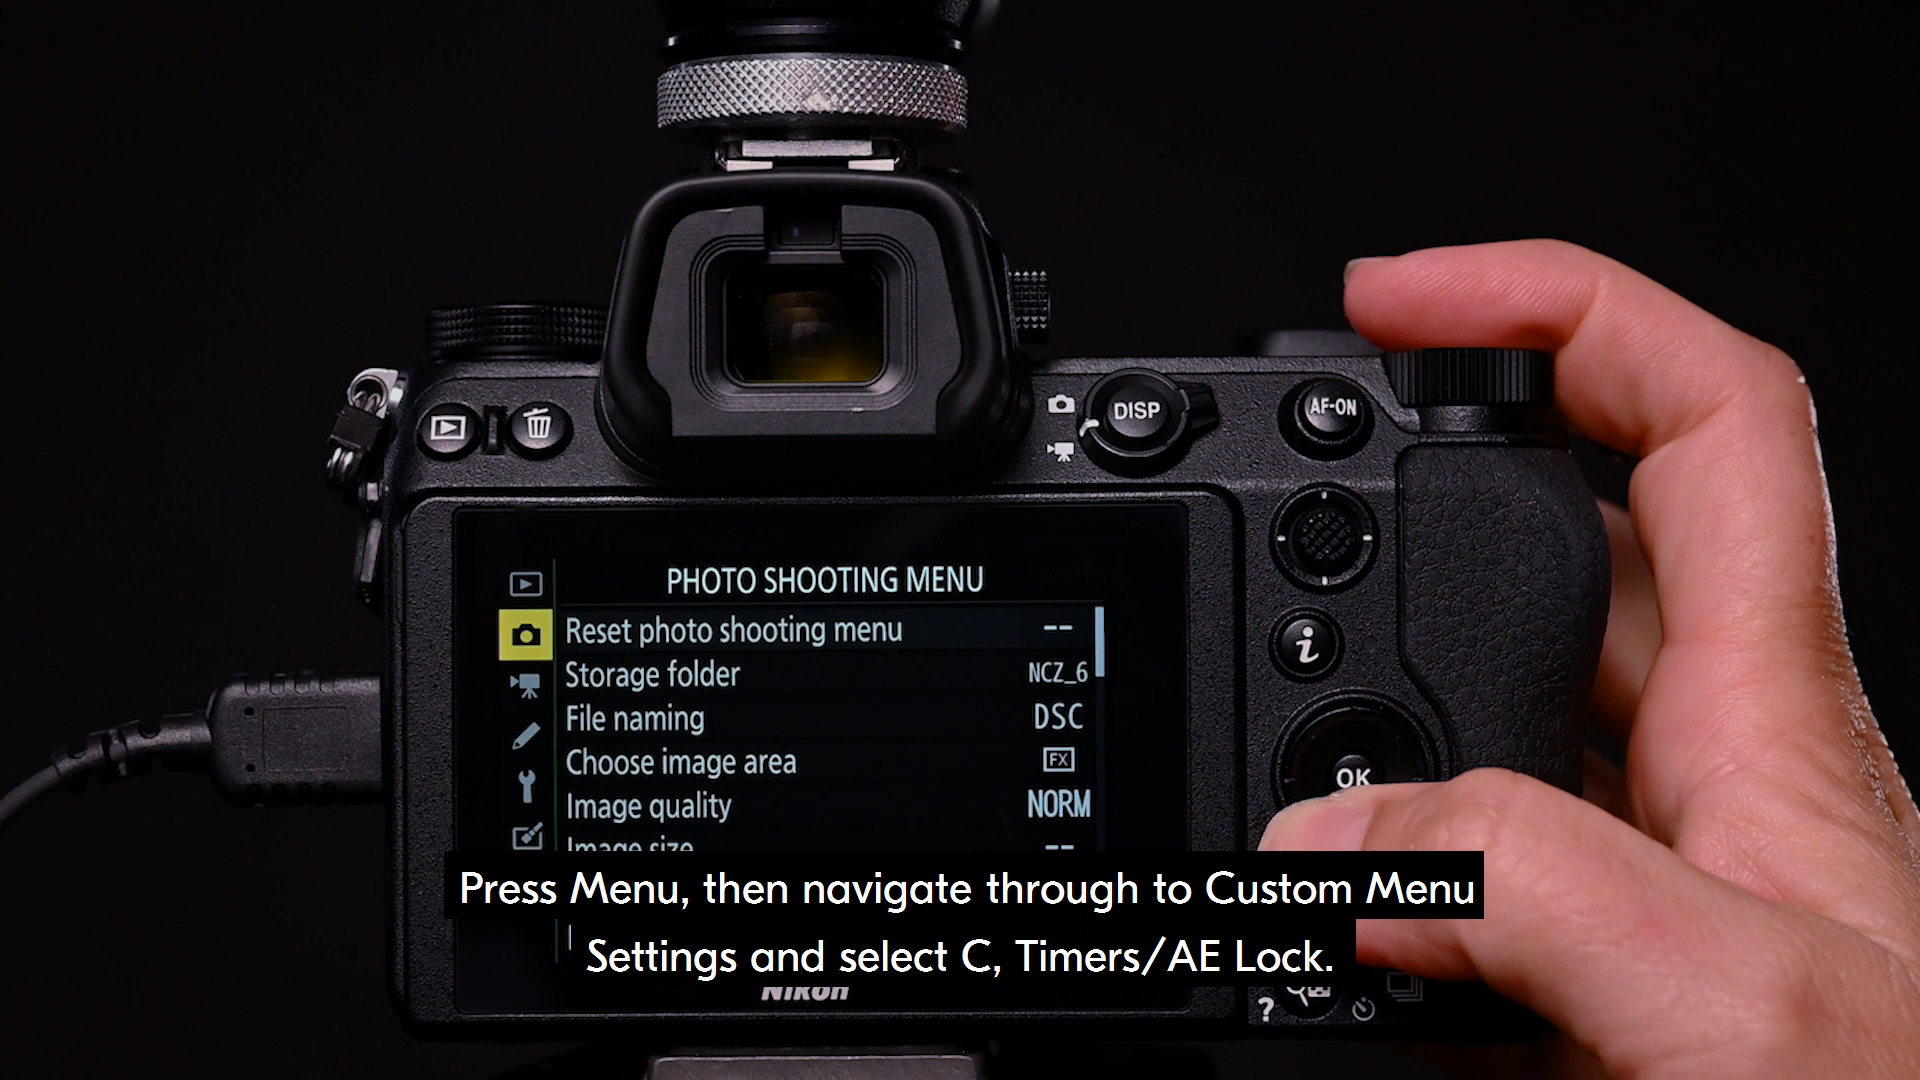 DISP
AF-ON
PHOTO SHOOTING MENU
Reset photo shooting menu --
Storage folder NCZ_6
File naming DSC
i
Choose image area FX
OK
Image quality NORM
Image size --
Press Menu, then navigate through to Custom Menu
Settings and select C, Timers/AE Lock.
Nikon
?